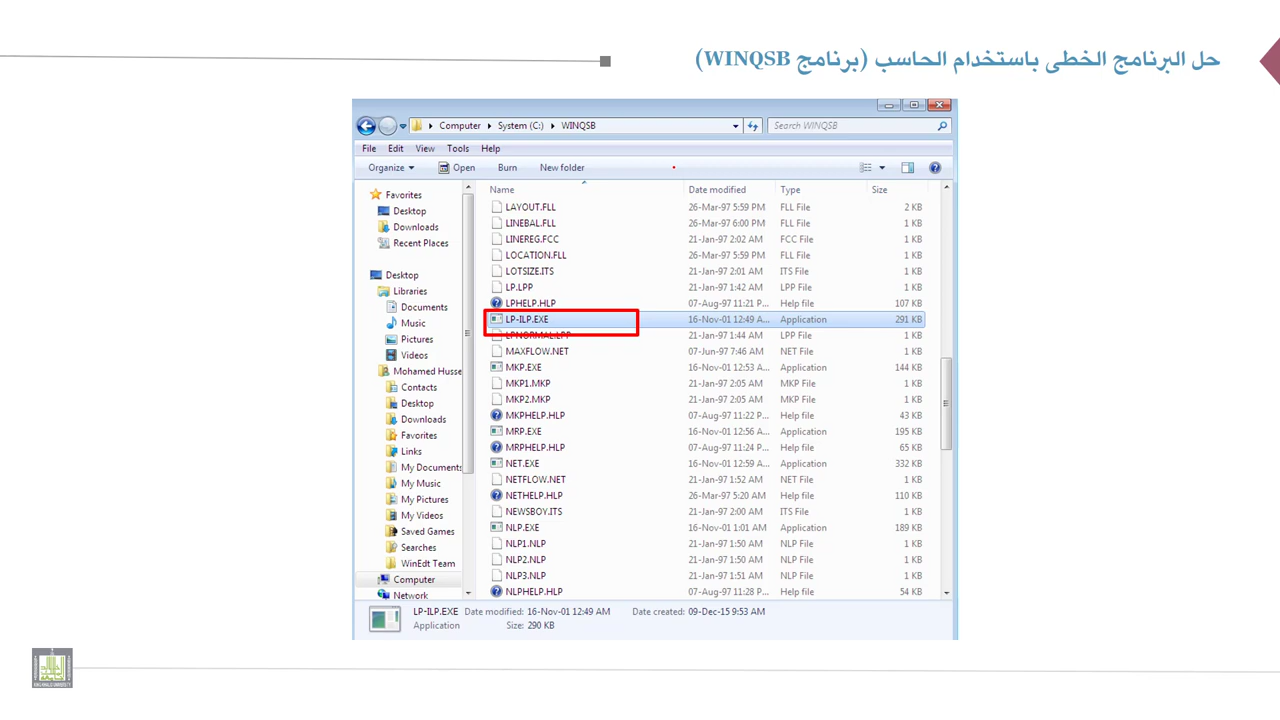 حل البرنامج الخطى باستخدام الحاسب (برنامج WINQSB)
Computer System (C:) WINQSB
Search WINQSB
File Edit View Tools Help
Organize Open Burn New folder
Favorites
Desktop
Downloads
Recent Places
Desktop
Libraries
Documents
Music
Pictures
Videos
Mohamed Husse
Contacts
Desktop
Downloads
Favorites
Links
My Documents
My Music
My Pictures
My Videos
Saved Games
Searches
WinEdt Team
Computer
Network
Name Date modified Type Size
LAYOUT.FLL 26-Mar-97 5:59 PM FLL File 2 KB
LINEBAL.FLL 26-Mar-97 6:00 PM FLL File 1 KB
LINEREG.FCC 21-Jan-97 2:02 AM FCC File 1 KB
LOCATION.FLL 26-Mar-97 5:59 PM FLL File 1 KB
LOTSIZE.ITS 21-Jan-97 2:01 AM ITS File 1 KB
LP.LPP 21-Jan-97 1:42 AM LPP File 1 KB
LPHELP.HLP 07-Aug-97 11:21 P... Help file 107 KB
LP-ILP.EXE 16-Nov-01 12:49 A... Application 291 KB
LPNORMAL.LPP 21-Jan-97 1:44 AM LPP File 1 KB
MAXFLOW.NET 07-Jun-97 7:46 AM NET File 1 KB
MKP.EXE 16-Nov-01 12:53 A... Application 144 KB
MKP1.MKP 21-Jan-97 2:05 AM MKP File 1 KB
MKP2.MKP 21-Jan-97 2:05 AM MKP File 1 KB
MKPHELP.HLP 07-Aug-97 11:22 P... Help file 43 KB
MRP.EXE 16-Nov-01 12:56 A... Application 195 KB
MRPHELP.HLP 07-Aug-97 11:24 P... Help file 65 KB
NET.EXE 16-Nov-01 12:59 A... Application 332 KB
NETFLOW.NET 21-Jan-97 1:52 AM NET File 1 KB
NETHELP.HLP 26-Mar-97 5:20 AM Help file 110 KB
NEWSBOY.ITS 21-Jan-97 2:00 AM ITS File 1 KB
NLP.EXE 16-Nov-01 1:01 AM Application 189 KB
NLP1.NLP 21-Jan-97 1:50 AM NLP File 1 KB
NLP2.NLP 21-Jan-97 1:50 AM NLP File 1 KB
NLP3.NLP 21-Jan-97 1:51 AM NLP File 1 KB
NLPHELP.HLP 07-Aug-97 11:28 P... Help file 54 KB
LP-ILP.EXE Date modified: 16-Nov-01 12:49 AM Date created: 09-Dec-15 9:53 AM
Application Size: 290 KB